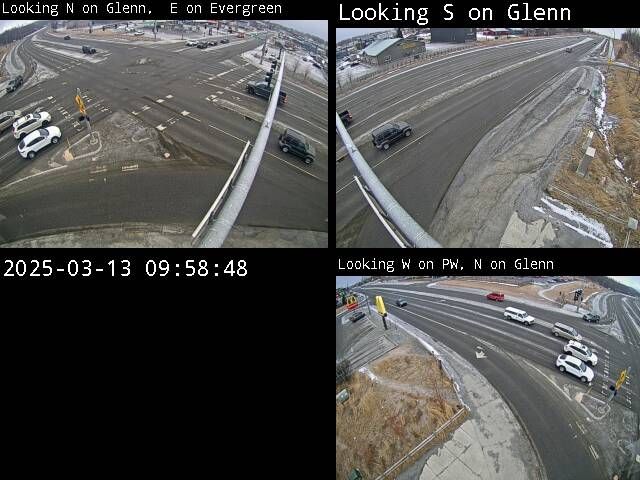 Looking N on Glenn,  E on Evergreen
Looking S on Glenn
2025-03-13 09:58:48
Looking W on PW, N on Glenn